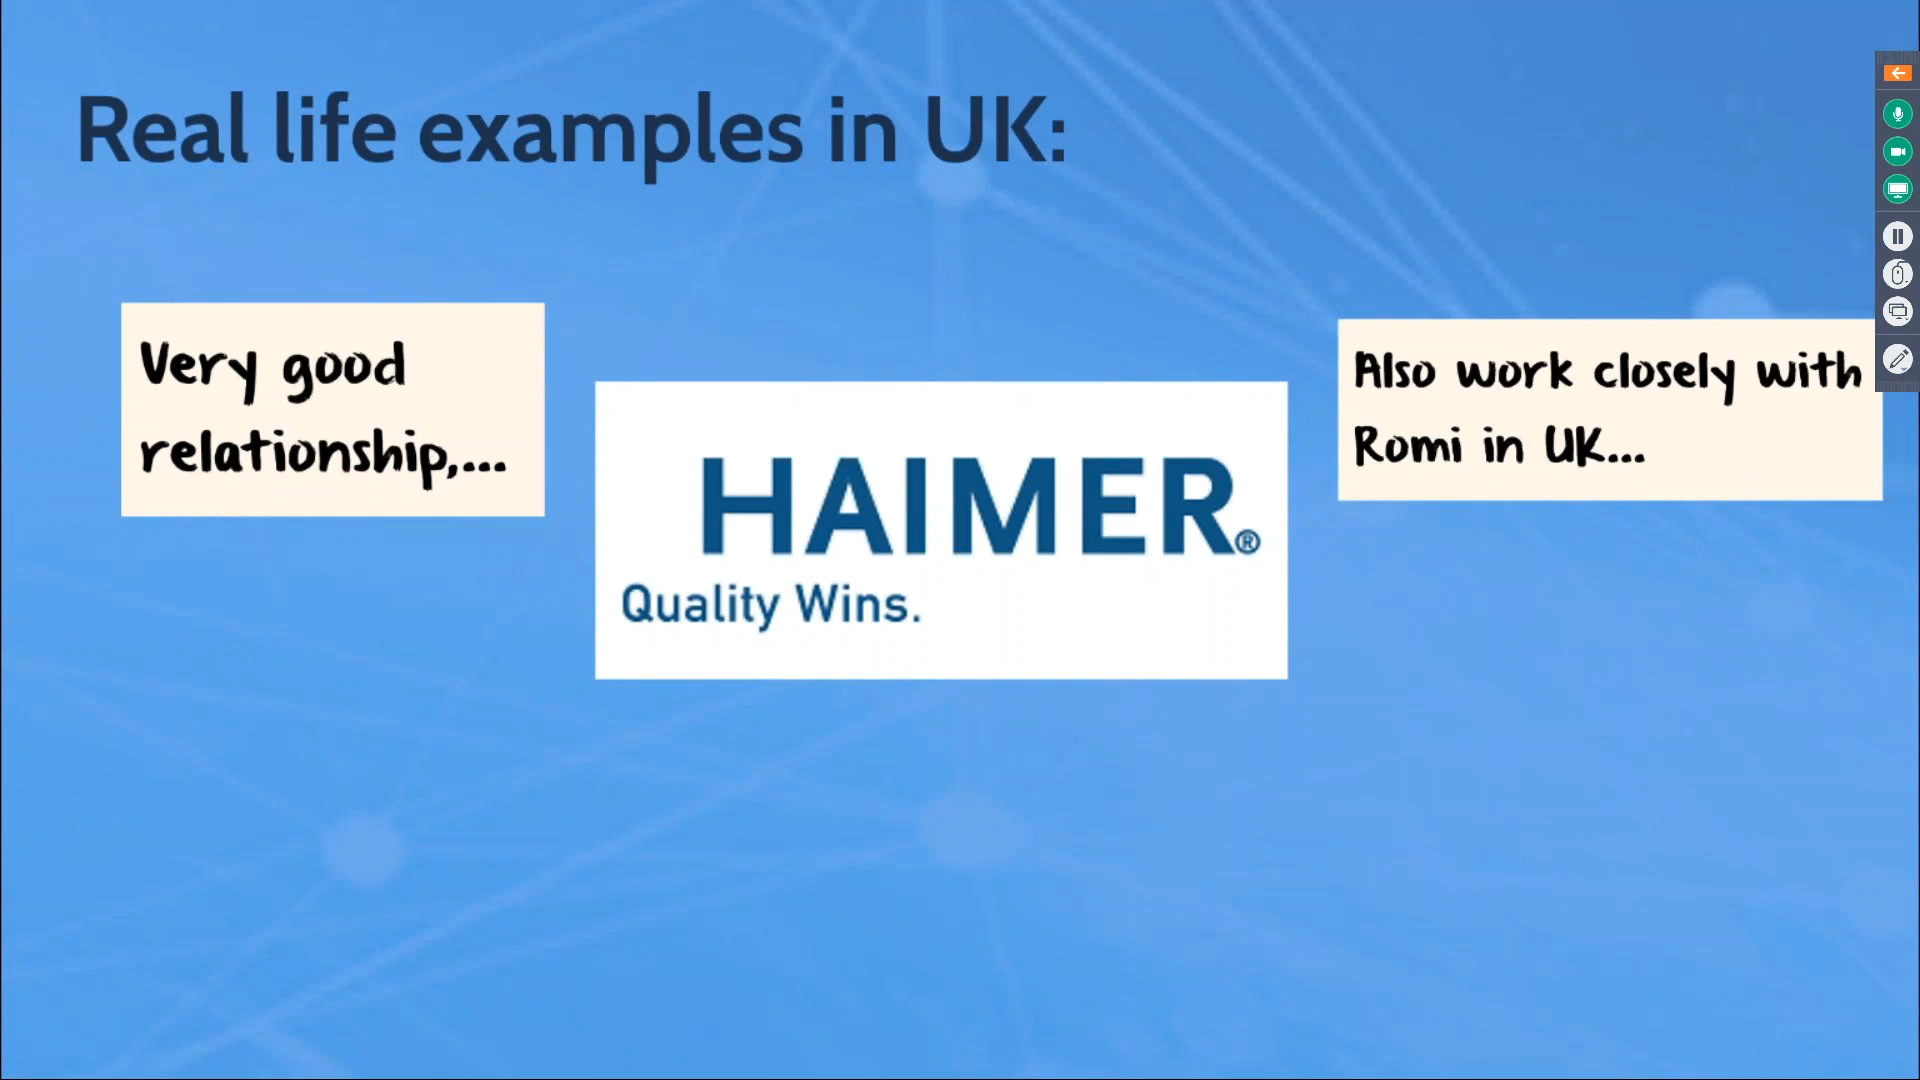 Real life examples in UK:
Very good
relationship,...
HAIMER®
Quality Wins.
Also work closely with
Romi in UK...